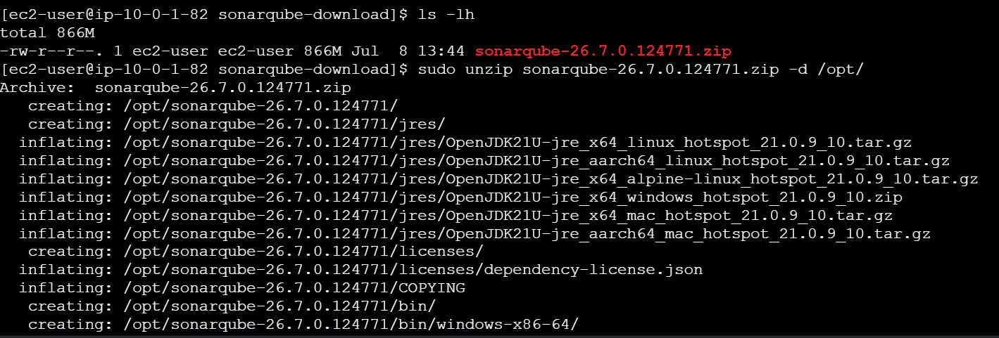 [ec2-user@ip-10-0-1-82 sonarqube-download]$ ls -lh
total 866M
-rw-r--r--. 1 ec2-user ec2-user 866M Jul  8 13:44 sonarqube-26.7.0.124771.zip
[ec2-user@ip-10-0-1-82 sonarqube-download]$ sudo unzip sonarqube-26.7.0.124771.zip -d /opt/
Archive:  sonarqube-26.7.0.124771.zip
   creating: /opt/sonarqube-26.7.0.124771/
   creating: /opt/sonarqube-26.7.0.124771/jres/
  inflating: /opt/sonarqube-26.7.0.124771/jres/OpenJDK21U-jre_x64_linux_hotspot_21.0.9_10.tar.gz
  inflating: /opt/sonarqube-26.7.0.124771/jres/OpenJDK21U-jre_aarch64_linux_hotspot_21.0.9_10.tar.gz
  inflating: /opt/sonarqube-26.7.0.124771/jres/OpenJDK21U-jre_x64_alpine-linux_hotspot_21.0.9_10.tar.gz
  inflating: /opt/sonarqube-26.7.0.124771/jres/OpenJDK21U-jre_x64_windows_hotspot_21.0.9_10.zip
  inflating: /opt/sonarqube-26.7.0.124771/jres/OpenJDK21U-jre_x64_mac_hotspot_21.0.9_10.tar.gz
  inflating: /opt/sonarqube-26.7.0.124771/jres/OpenJDK21U-jre_aarch64_mac_hotspot_21.0.9_10.tar.gz
   creating: /opt/sonarqube-26.7.0.124771/licenses/
  inflating: /opt/sonarqube-26.7.0.124771/licenses/dependency-license.json
  inflating: /opt/sonarqube-26.7.0.124771/COPYING
   creating: /opt/sonarqube-26.7.0.124771/bin/
   creating: /opt/sonarqube-26.7.0.124771/bin/windows-x86-64/